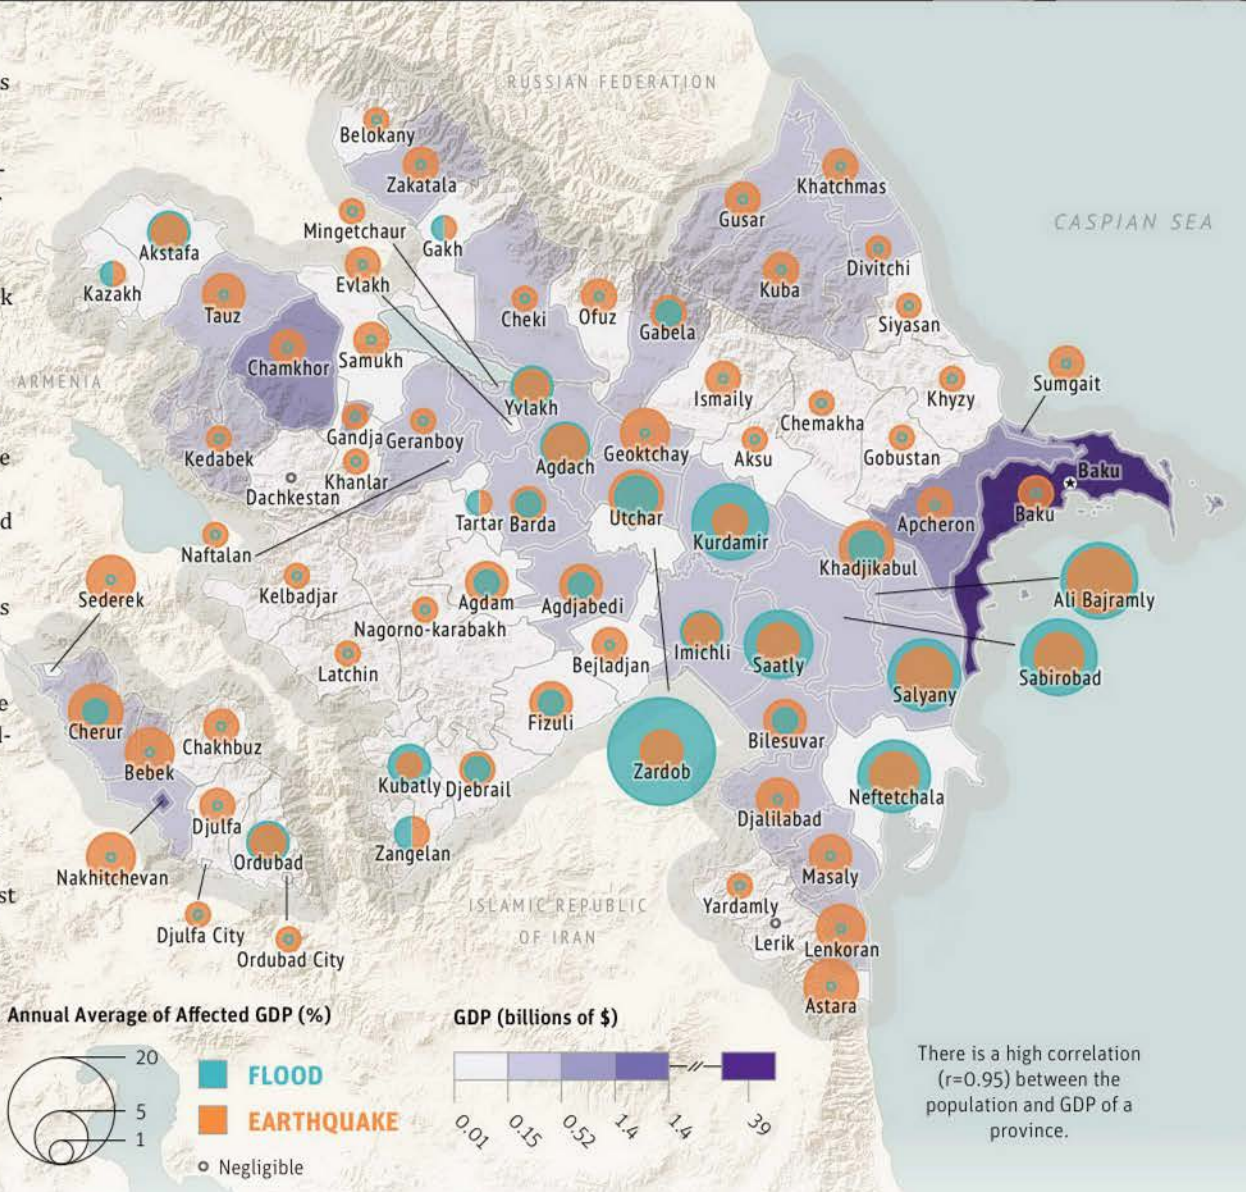 s
RUSSIAN FEDERATION
Belokany
Zakatala
Khatchmas
Mingetchaur
Gusar
CASPIAN SEA
Akstafa
Gakh
Divitchi
Kazakh
Evlakh
Kuba
k
Tauz
Cheki
Ofuz
Gabela
Siyasan
Chamkhor
Samukh
ARMENIA
Sumgait
Yvlakh
Ismaily
Khyzy
Chemakha
Gandja
Geranboy
Geoktchay
Kedabek
Agdach
Aksu
Gobustan
e
Khanlar
Baku
Dachkestan
Tartar
Barda
Utchar
Apcheron
Baku
d
Kurdamir
Naftalan
Khadjikabul
s
Sederek
Kelbadjar
Agdam
Agdjabedi
Ali Bajramly
Nagorno-karabakh
Imichli
Latchin
Bejladjan
Saatly
Sabirobad
Salyany
e
Cherur
Fizuli
l-
Chakhbuz
Bilesuvar
Bebek
Zardob
Kubatly
Djebrail
Neftetchala
Djulfa
Djalilabad
Zangelan
Ordubad
Nakhitchevan
Masaly
st
Yardamly
ISLAMIC REPUBLIC
OF IRAN
Djulfa City
Lerik
Lenkoran
Ordubad City
Astara
Annual Average of Affected GDP (%)
20
5
1
FLOOD
EARTHQUAKE
Negligible
GDP (billions of $)
0.01
0.15
0.52
1.4
1.4
39
There is a high correlation
(r=0.95) between the
population and GDP of a
province.